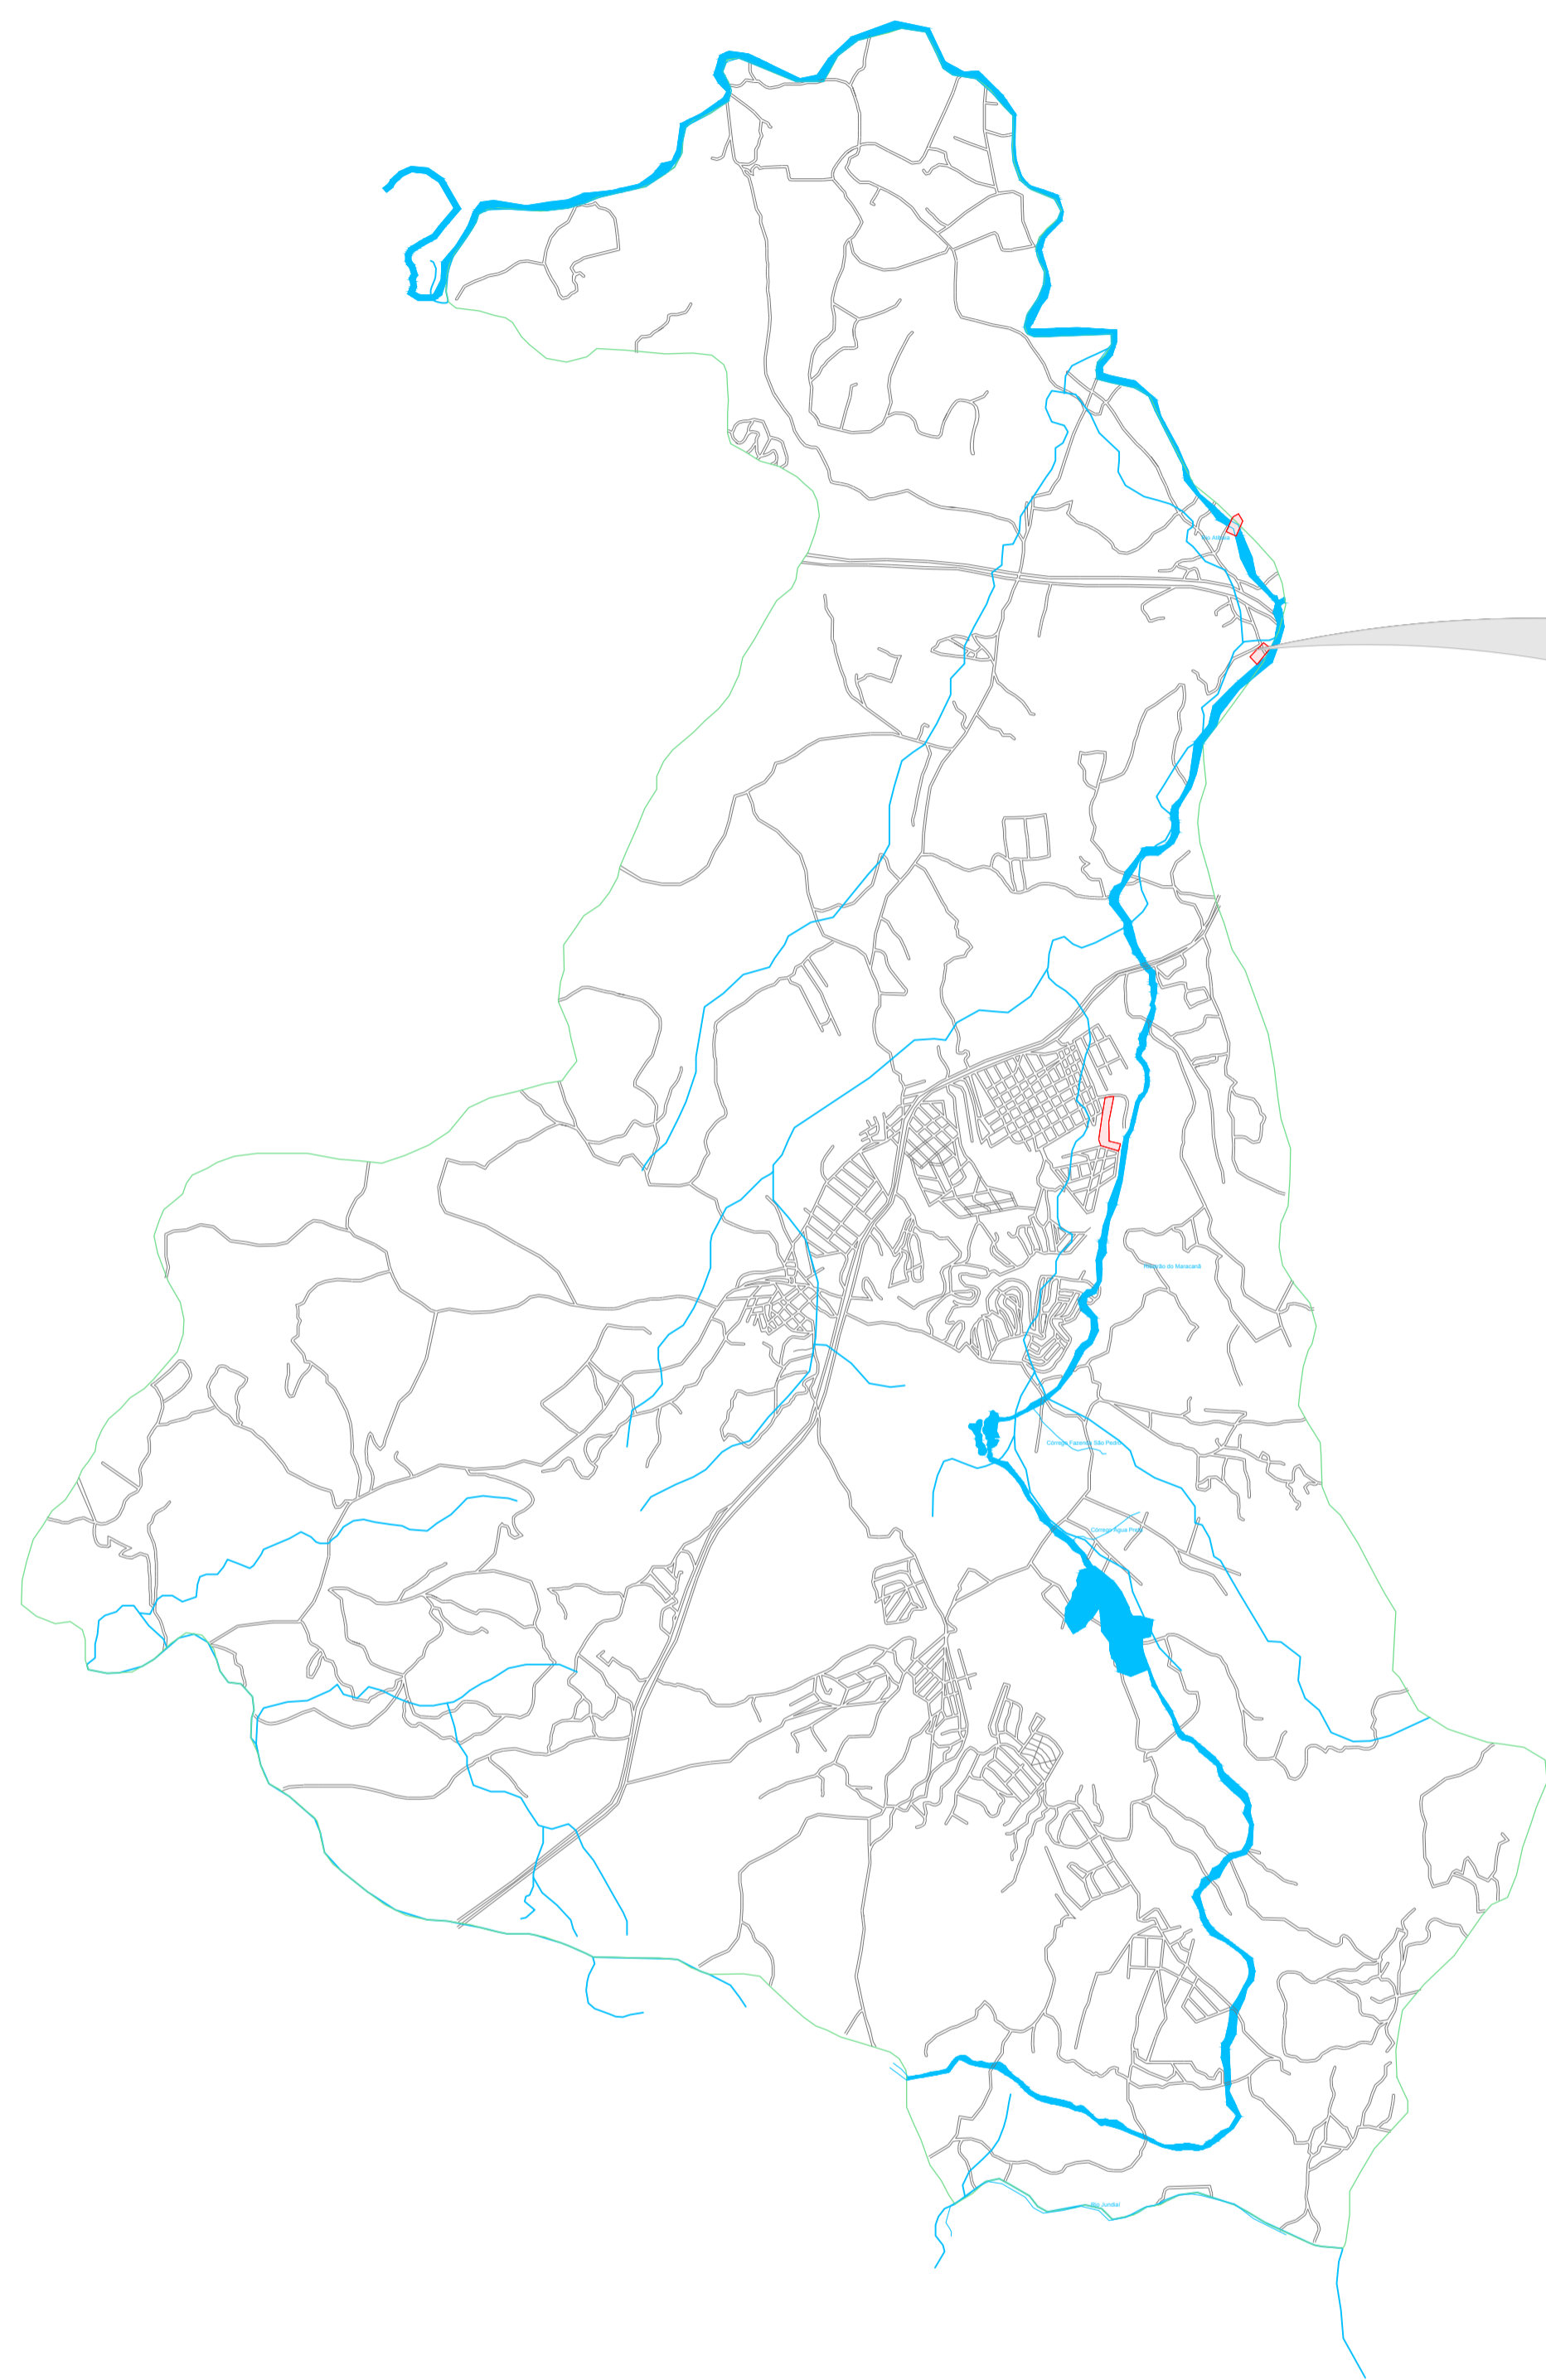 Rio Atibaia
Ribeirão do Maracanã
Córrego Fazenda São Pedro
Córrego Água Preta
Rio Jundiaí